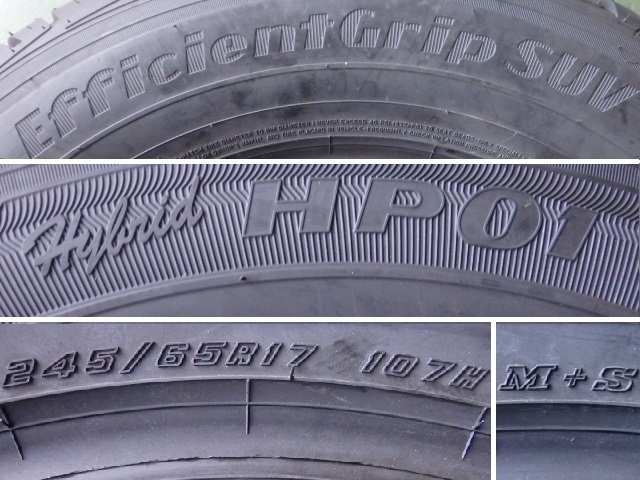 EfficientGrip SUV
Hybrid HP01
245/65R17 107H
M+S